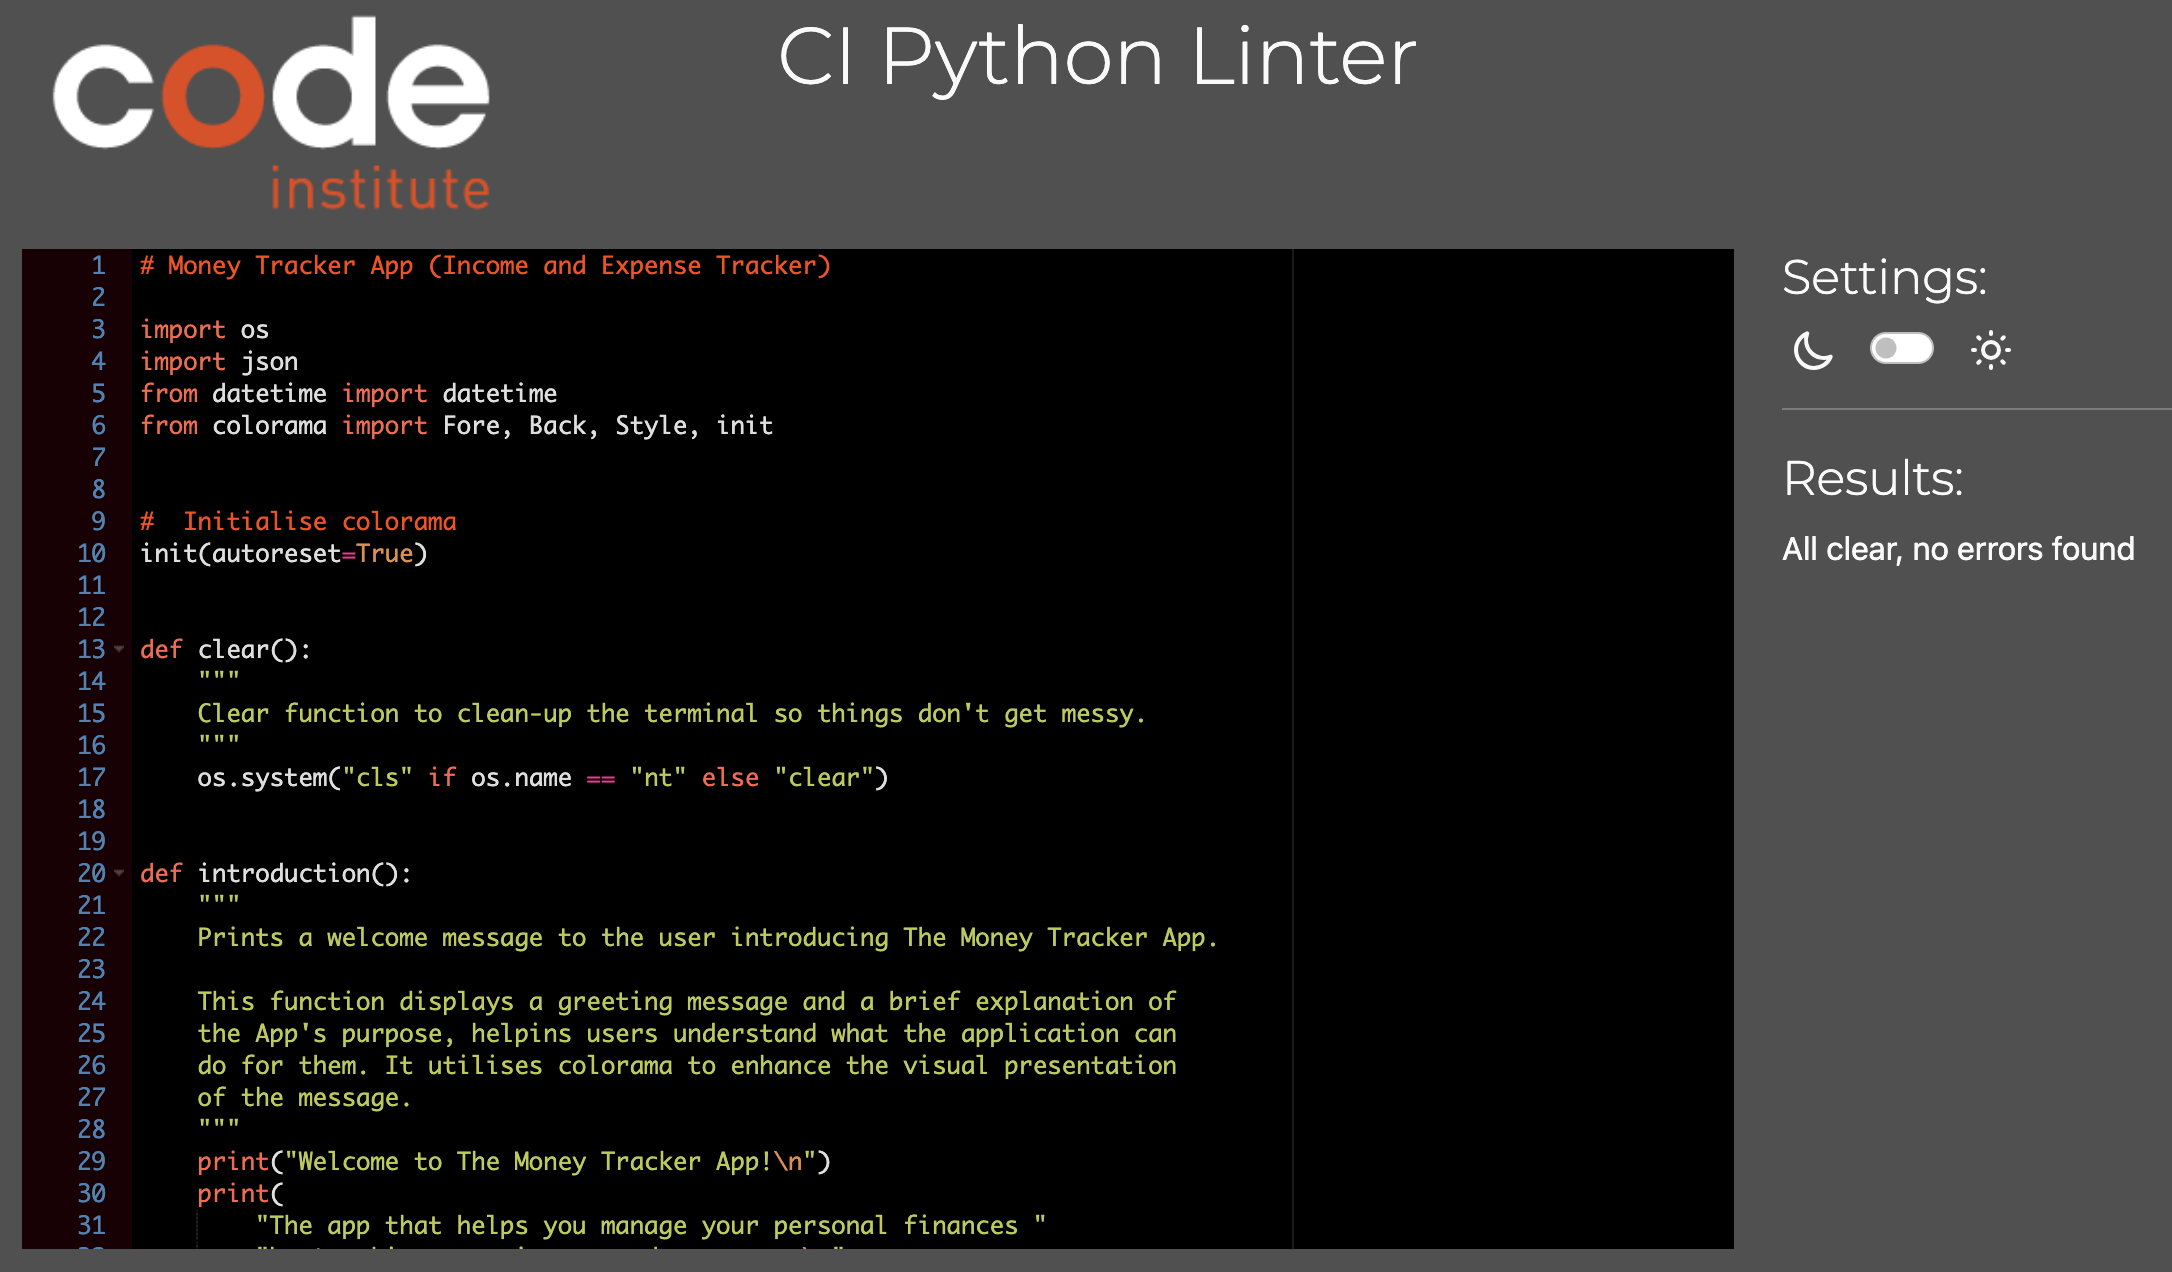 code
institute
CI Python Linter
1 # Money Tracker App (Income and Expense Tracker)
2
3 import os
4 import json
5 from datetime import datetime
6 from colorama import Fore, Back, Style, init
7
8
9 #  Initialise colorama
10 init(autoreset=True)
11
12
13 def clear():
14     """
15     Clear function to clean-up the terminal so things don't get messy.
16     """
17     os.system("cls" if os.name == "nt" else "clear")
18
19
20 def introduction():
21     """
22     Prints a welcome message to the user introducing The Money Tracker App.
23
24     This function displays a greeting message and a brief explanation of
25     the App's purpose, helpins users understand what the application can
26     do for them. It utilises colorama to enhance the visual presentation
27     of the message.
28     """
29     print("Welcome to The Money Tracker App!\n")
30     print(
31         "The app that helps you manage your personal finances "
Settings:
Results:
All clear, no errors found